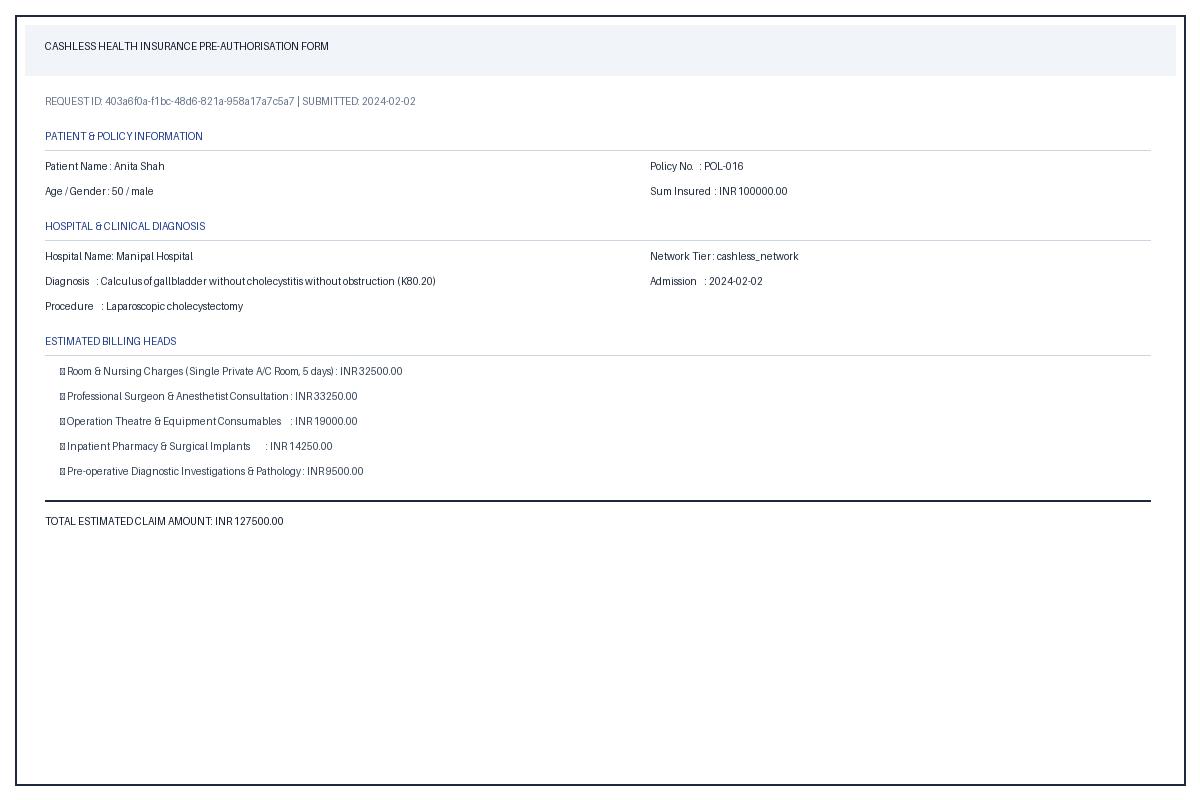 CASHLESS HEALTH INSURANCE PRE-AUTHORISATION FORM
REQUEST ID: 403a6f0a-f1bc-48d6-821a-958a17a7c5a7 | SUBMITTED: 2024-02-02
PATIENT & POLICY INFORMATION
Patient Name : Anita Shah
Policy No. : POL-016
Age / Gender : 50 / male
Sum Insured : INR 100000.00
HOSPITAL & CLINICAL DIAGNOSIS
Hospital Name: Manipal Hospital
Network Tier : cashless_network
Diagnosis : Calculus of gallbladder without cholecystitis without obstruction (K80.20)
Admission : 2024-02-02
Procedure : Laparoscopic cholecystectomy
ESTIMATED BILLING HEADS
Room & Nursing Charges (Single Private A/C Room, 5 days) : INR 32500.00
Professional Surgeon & Anesthetist Consultation : INR 33250.00
Operation Theatre & Equipment Consumables : INR 19000.00
Inpatient Pharmacy & Surgical Implants : INR 14250.00
Pre-operative Diagnostic Investigations & Pathology : INR 9500.00
TOTAL ESTIMATED CLAIM AMOUNT: INR 127500.00